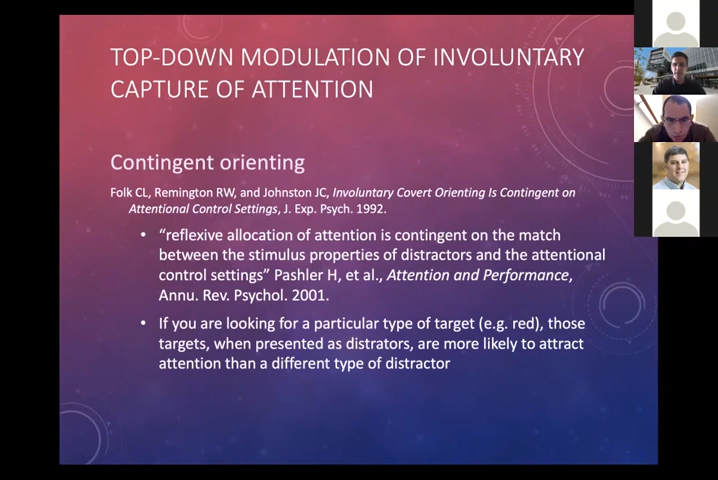 TOP-DOWN MODULATION OF INVOLUNTARY
CAPTURE OF ATTENTION
Contingent orienting
Folk CL, Remington RW, and Johnston JC, Involuntary Covert Orienting Is Contingent on
Attentional Control Settings, J. Exp. Psych. 1992.
• “reflexive allocation of attention is contingent on the match
between the stimulus properties of distractors and the attentional
control settings” Pashler H, et al., Attention and Performance,
Annu. Rev. Psychol. 2001.
• If you are looking for a particular type of target (e.g. red), those
targets, when presented as distrators, are more likely to attract
attention than a different type of distractor